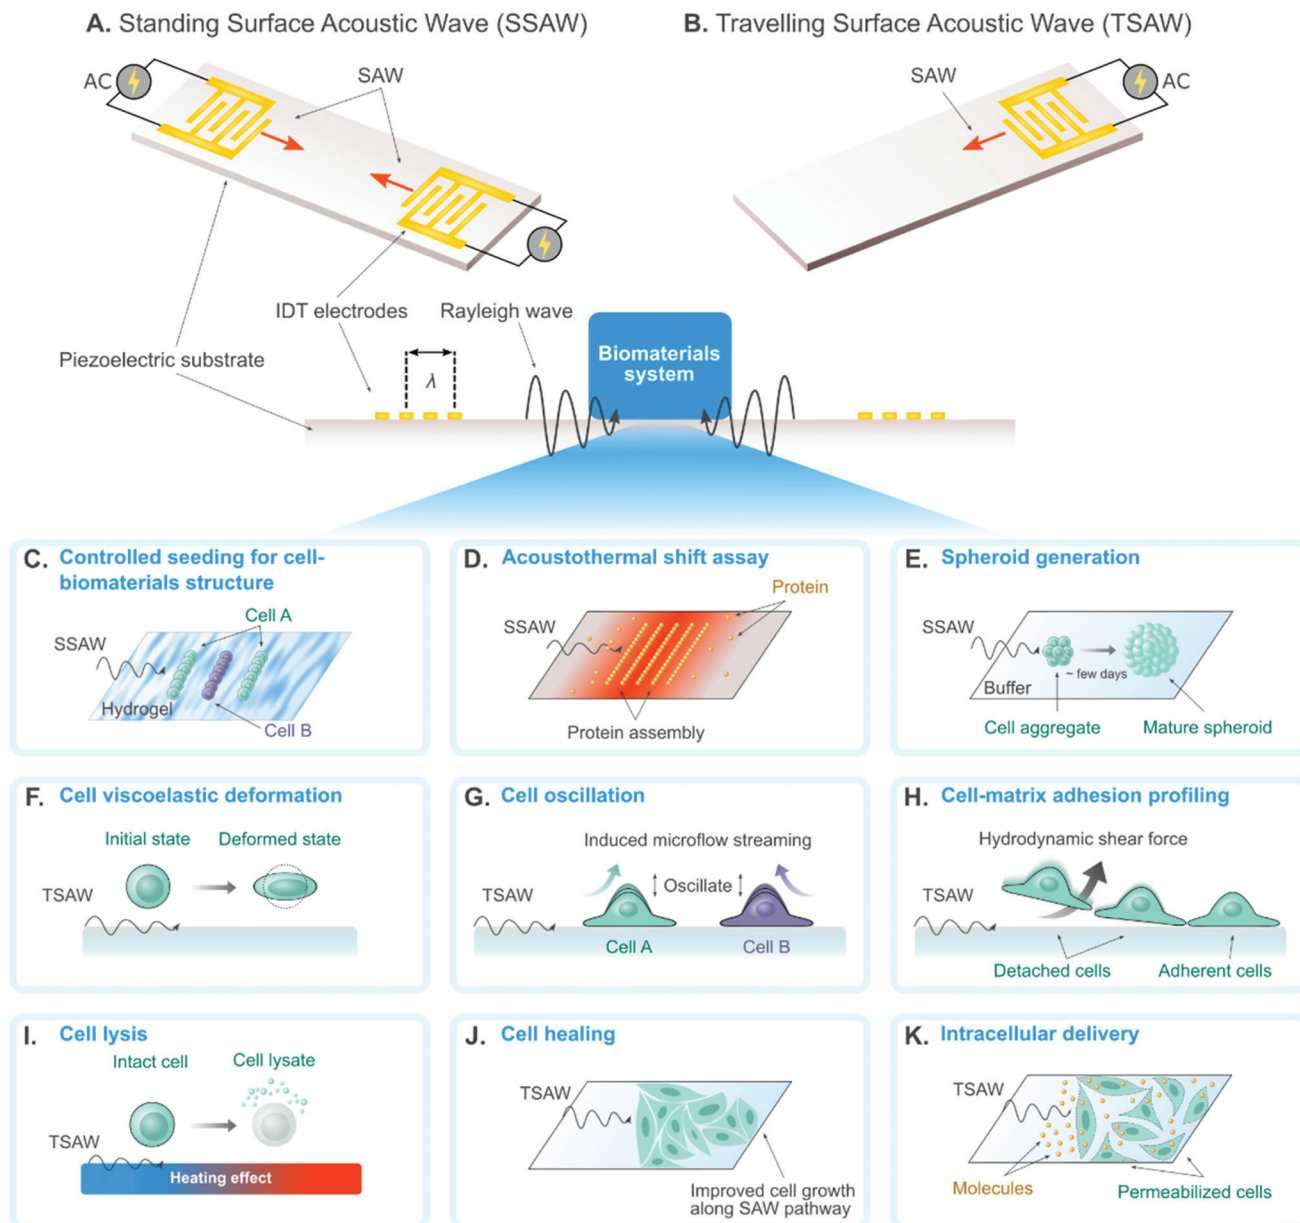 A. Standing Surface Acoustic Wave (SSAW)
B. Travelling Surface Acoustic Wave (TSAW)
AC
SAW
SAW
AC
IDT electrodes
Rayleigh wave
Piezoelectric substrate
λ
Biomaterials
system
C. Controlled seeding for cell-
biomaterials structure
Cell A
SSAW
Hydrogel
Cell B
D. Acoustothermal shift assay
Protein
SSAW
Protein assembly
E. Spheroid generation
SSAW
~ few days
Buffer
Cell aggregate
Mature spheroid
F. Cell viscoelastic deformation
Initial state
Deformed state
TSAW
G. Cell oscillation
Induced microflow streaming
TSAW
Oscillate
Cell A
Cell B
H. Cell-matrix adhesion profiling
Hydrodynamic shear force
TSAW
Detached cells
Adherent cells
I. Cell lysis
Intact cell
Cell lysate
TSAW
Heating effect
J. Cell healing
TSAW
Improved cell growth
along SAW pathway
K. Intracellular delivery
TSAW
Molecules
Permeabilized cells